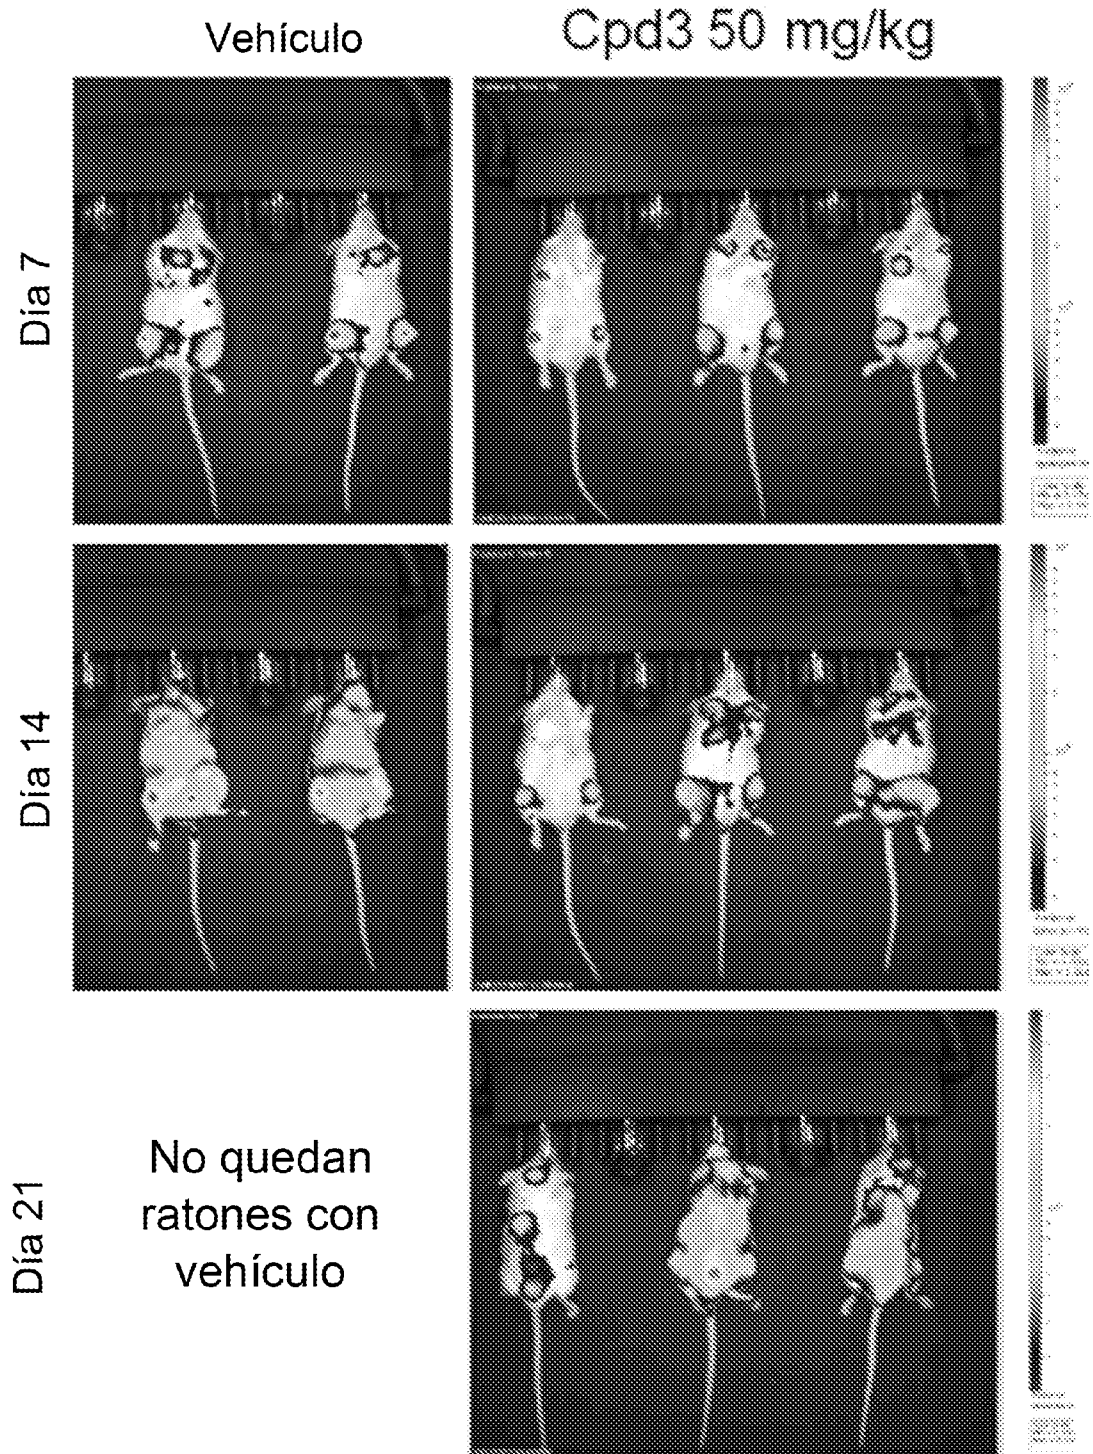 Vehículo
Cpd3 50 mg/kg
Día 7
Día 14
No quedan
ratones con
vehículo
Día 21